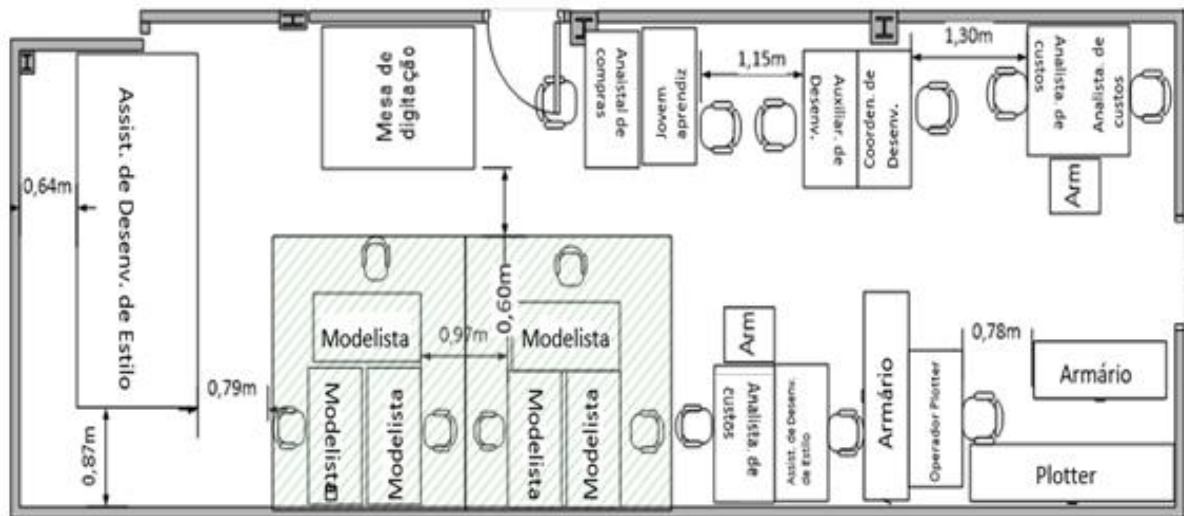 Assist. de Desenv. de Estilo
0,64m
0,79m
0,87m
Mesa de
digitação
Anaistal de
compras
Jovem
aprendiz
1,15m
Auxiliar. de
Desenv.
Coorden. de
Desenv.
1,30m
Analista. de
custos
Analista. de
custos
Arm
0,60m
Modelista
0,97m
Modelista
Modelista
Modelista
Modelista
Modelista
Arm
Analista. de
custos
Assist. de Desenv.
de Estilo
Armário
Operador Plotter
0,78m
Armário
Plotter